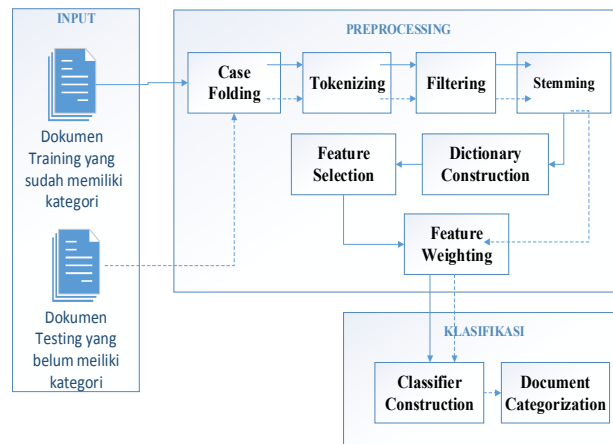 INPUT
Dokumen
Training yang
sudah memiliki
kategori
Dokumen
Testing yang
belum meiliki
kategori
PREPROCESSING
Case
Folding
Tokenizing
Filtering
Stemming
Feature
Selection
Dictionary
Construction
Feature
Weighting
KLASIFIKASI
Classifier
Construction
Document
Categorization